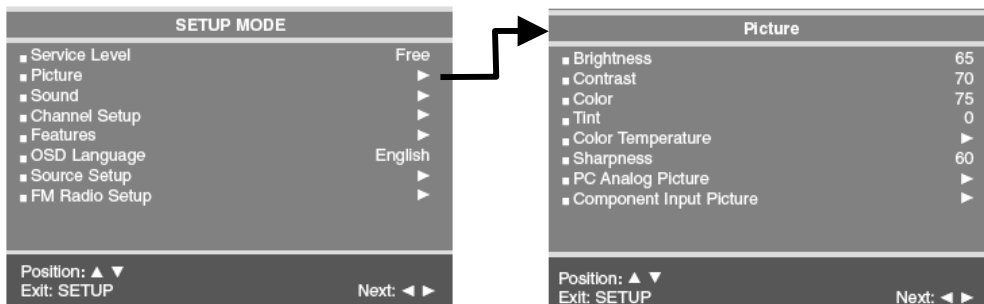 SETUP MODE
■ Service Level Free
■ Picture ►
■ Sound ►
■ Channel Setup ►
■ Features ►
■ OSD Language English
■ Source Setup ►
■ FM Radio Setup ►
Position: ▲ ▼
Exit: SETUP Next: ◄ ►
Picture
■ Brightness 65
■ Contrast 70
■ Color 75
■ Tint 0
■ Color Temperature ►
■ Sharpness 60
■ PC Analog Picture ►
■ Component Input Picture ►
Position: ▲ ▼
Exit: SETUP Next: ◄ ►